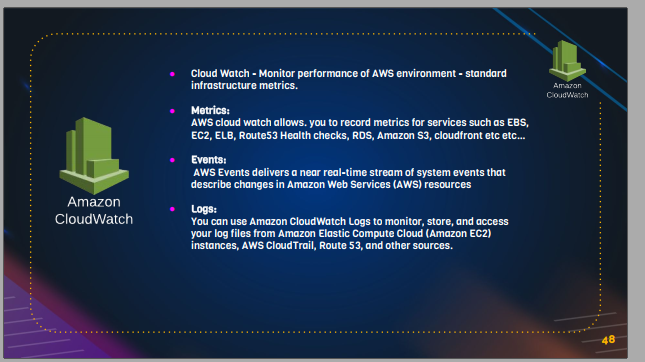 Cloud Watch - Monitor performance of AWS environment - standard
infrastructure metrics.
Amazon
CloudWatch
Metrics:
AWS cloud watch allows. you to record metrics for services such as EBS,
EC2, ELB, Route53 Health checks, RDS, Amazon S3, cloudfront etc etc...
Events:
AWS Events delivers a near real-time stream of system events that
describe changes in Amazon Web Services (AWS) resources
Amazon
CloudWatch
Logs:
You can use Amazon CloudWatch Logs to monitor, store, and access
your log files from Amazon Elastic Compute Cloud (Amazon EC2)
instances, AWS CloudTrail, Route 53, and other sources.
48